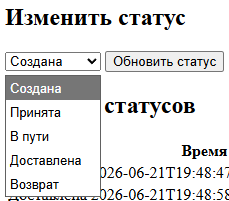 Изменить статус
Создана Обновить статус
Создана
статусов
Принята
В пути
Время
Доставлена
2026-06-21T19:48:47
Возврат
Доставлена 2026-06-21T19:48:58